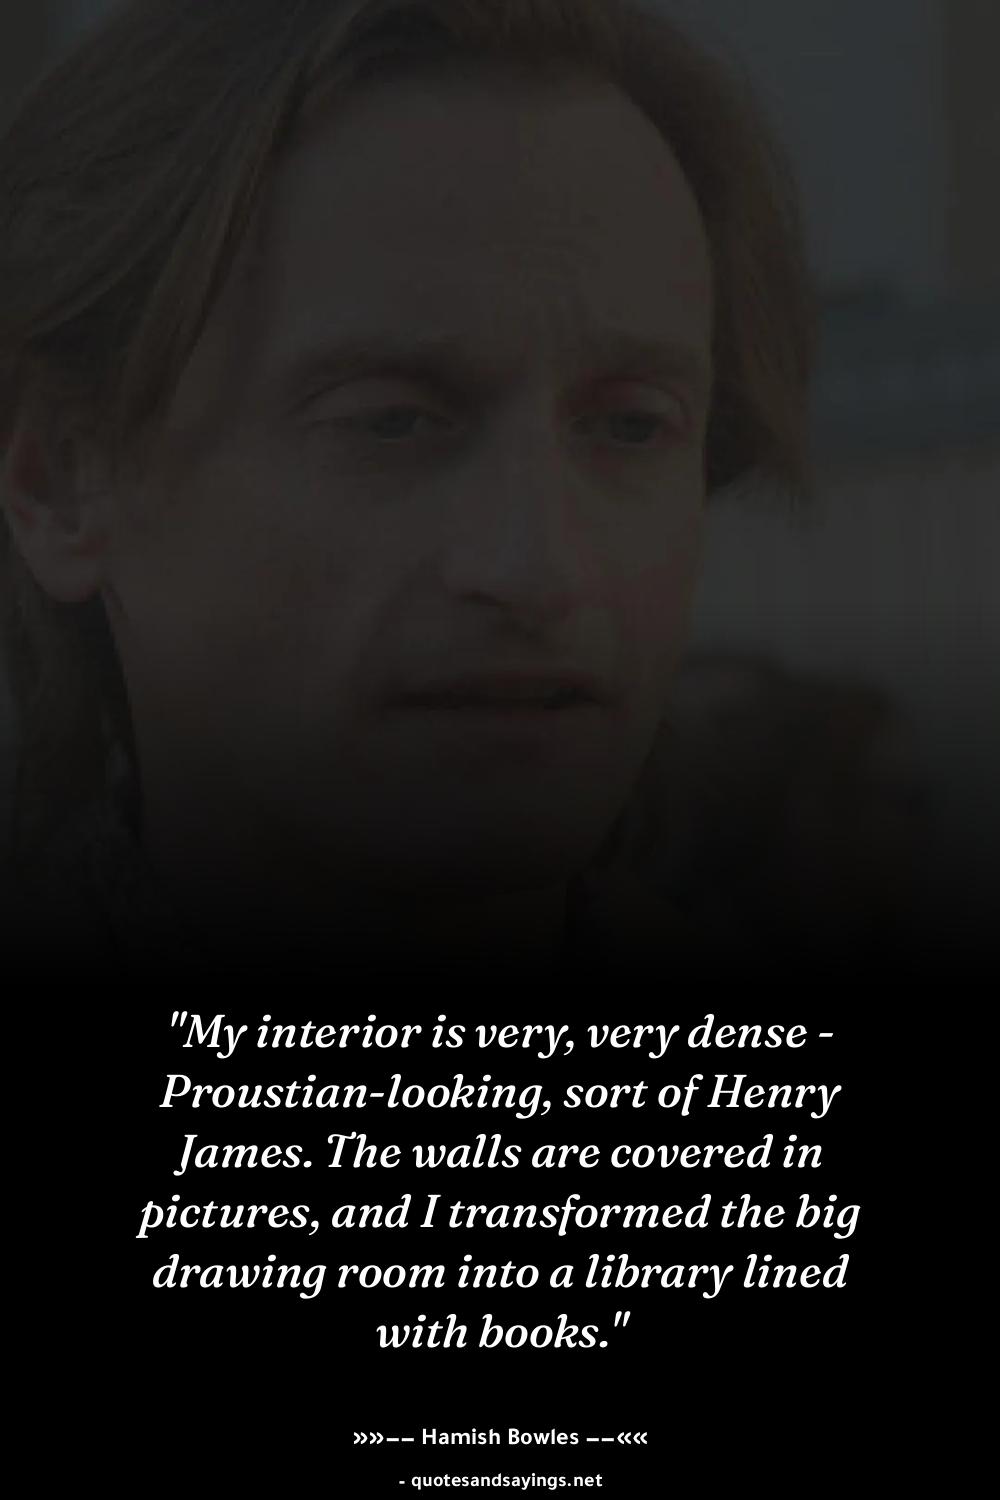 "My interior is very, very dense -
Proustian-looking, sort of Henry
James. The walls are covered in
pictures, and I transformed the big
drawing room into a library lined
with books."
»»−− Hamish Bowles −−««
- quotesandsayings.net